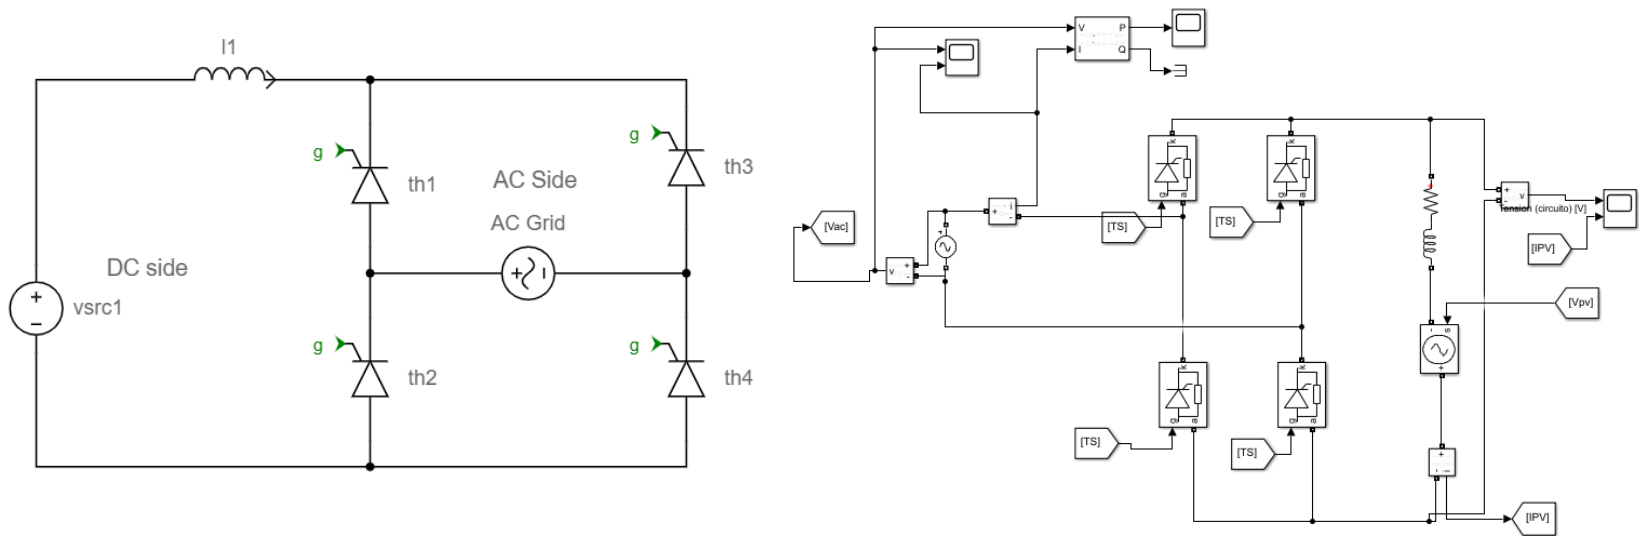 l1
g
th1
g
th3
AC Side
AC Grid
DC side
vsrc1
g
th2
g
th4
V
I
P
Q
[Vac]
v
+
-
+
i
-
k
g
a
[TS]
k
g
a
[TS]
+
-
v
Tension (circuito) [V]
[IPV]
[Vpv]
-
s
+
k
g
a
[TS]
k
g
a
[TS]
+
-
i
[IPV]